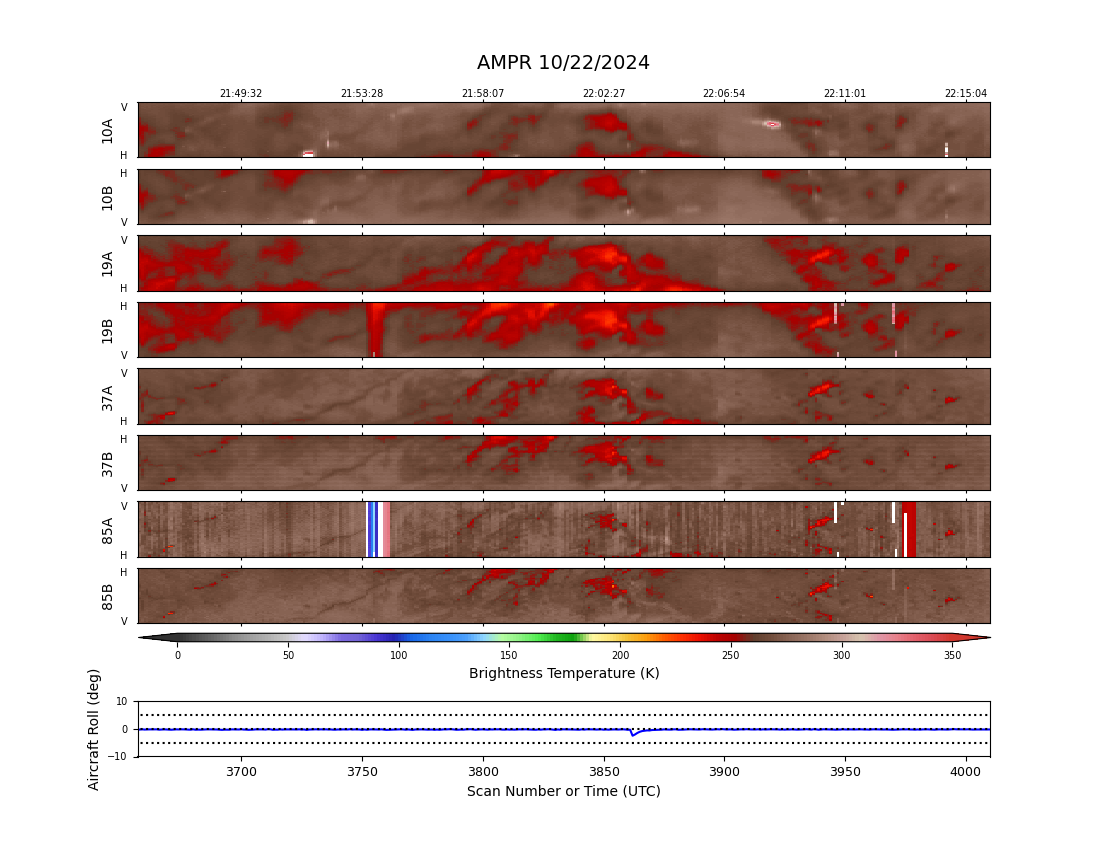 AMPR 10/22/2024
21:49:32 21:53:28 21:58:07 22:02:27 22:06:54 22:11:01 22:15:04
V
10A
H
H
10B
V
V
19A
H
H
19B
V
V
37A
H
H
37B
V
V
85A
H
H
85B
V
0 50 100 150 200 250 300 350
Brightness Temperature (K)
Aircraft Roll (deg)
10
0
−10
3700 3750 3800 3850 3900 3950 4000
Scan Number or Time (UTC)